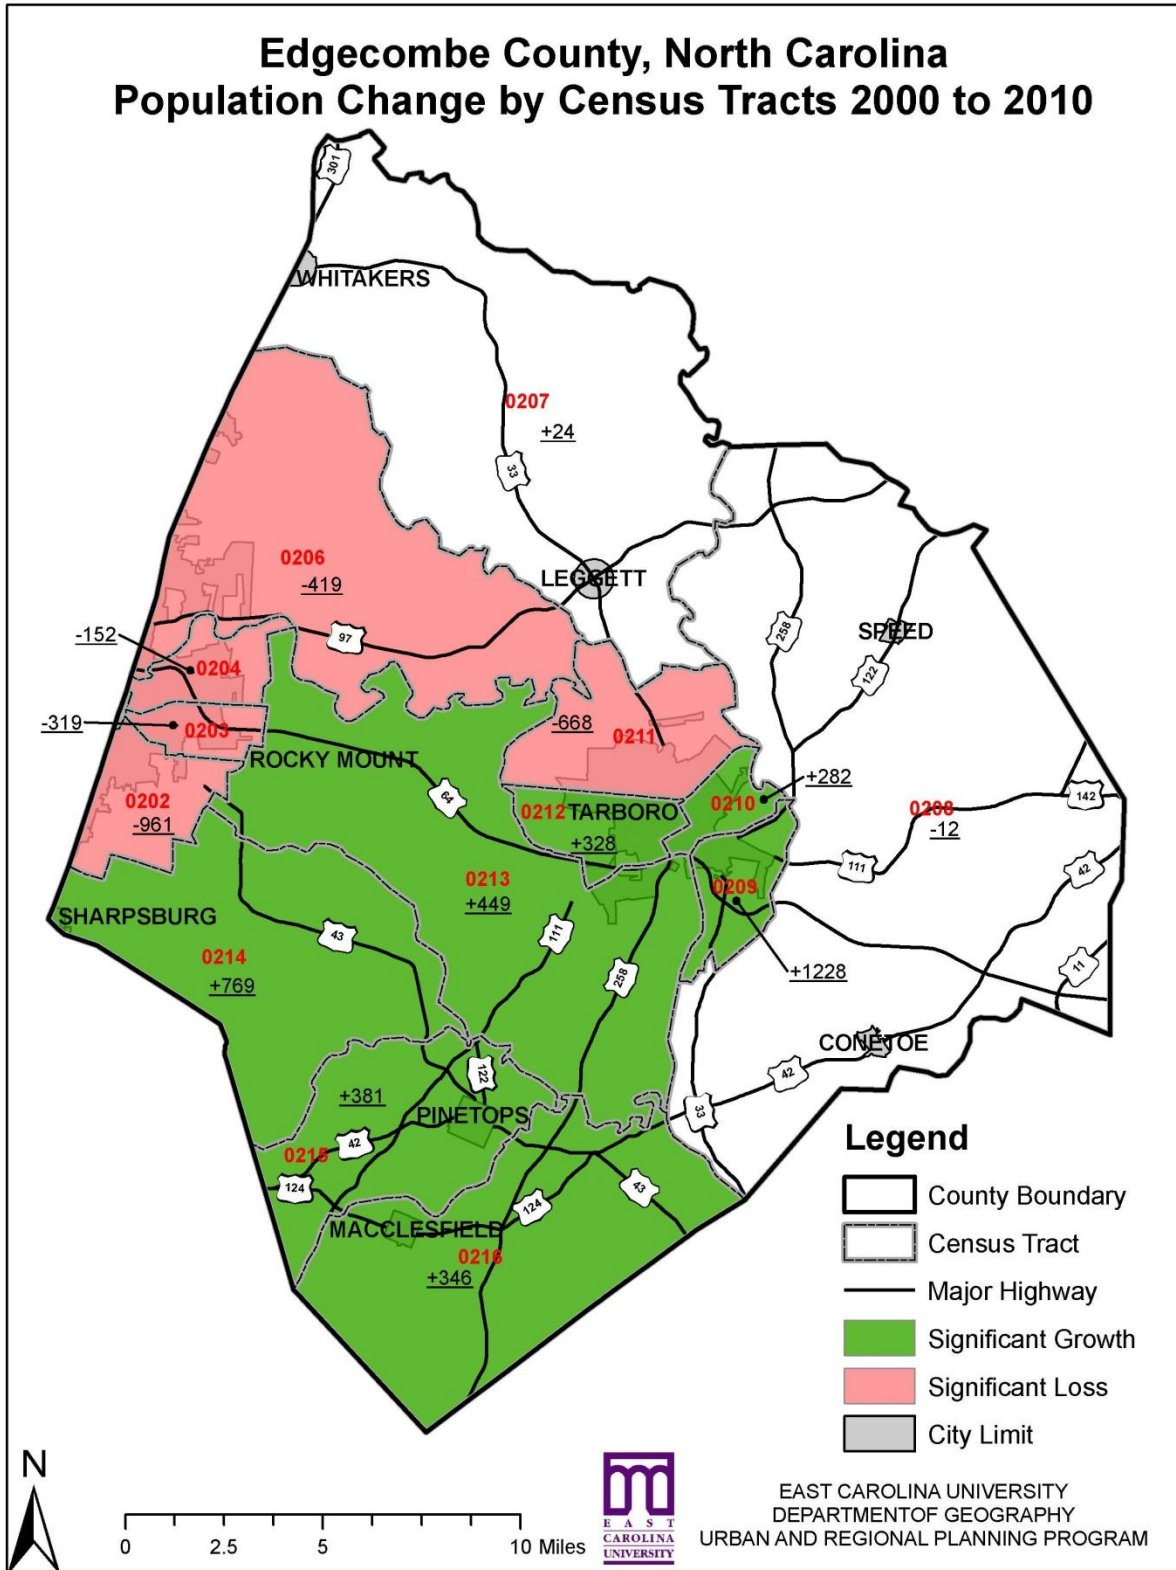 Edgecombe County, North Carolina
Population Change by Census Tracts 2000 to 2010
301
WHITAKERS
0207
+24
33
0206
-419
LEGGETT
-152
97
258
SPEED
122
0204
-319
0203
-668
0211
ROCKY MOUNT
+282
0202
-961
64
0212
TARBORO
0210
0208
-12
142
+328
111
42
0213
+449
0209
SHARPSBURG
43
111
0214
+769
258
+1228
11
CONETOE
122
42
+381
PINETOPS
33
42
0215
124
43
124
MACCLESFIELD
0216
+346
Legend
County Boundary
Census Tract
Major Highway
Significant Growth
Significant Loss
City Limit
N
0 2.5 5 10 Miles
EAST
CAROLINA
UNIVERSITY
EAST CAROLINA UNIVERSITY
DEPARTMENTOF GEOGRAPHY
URBAN AND REGIONAL PLANNING PROGRAM